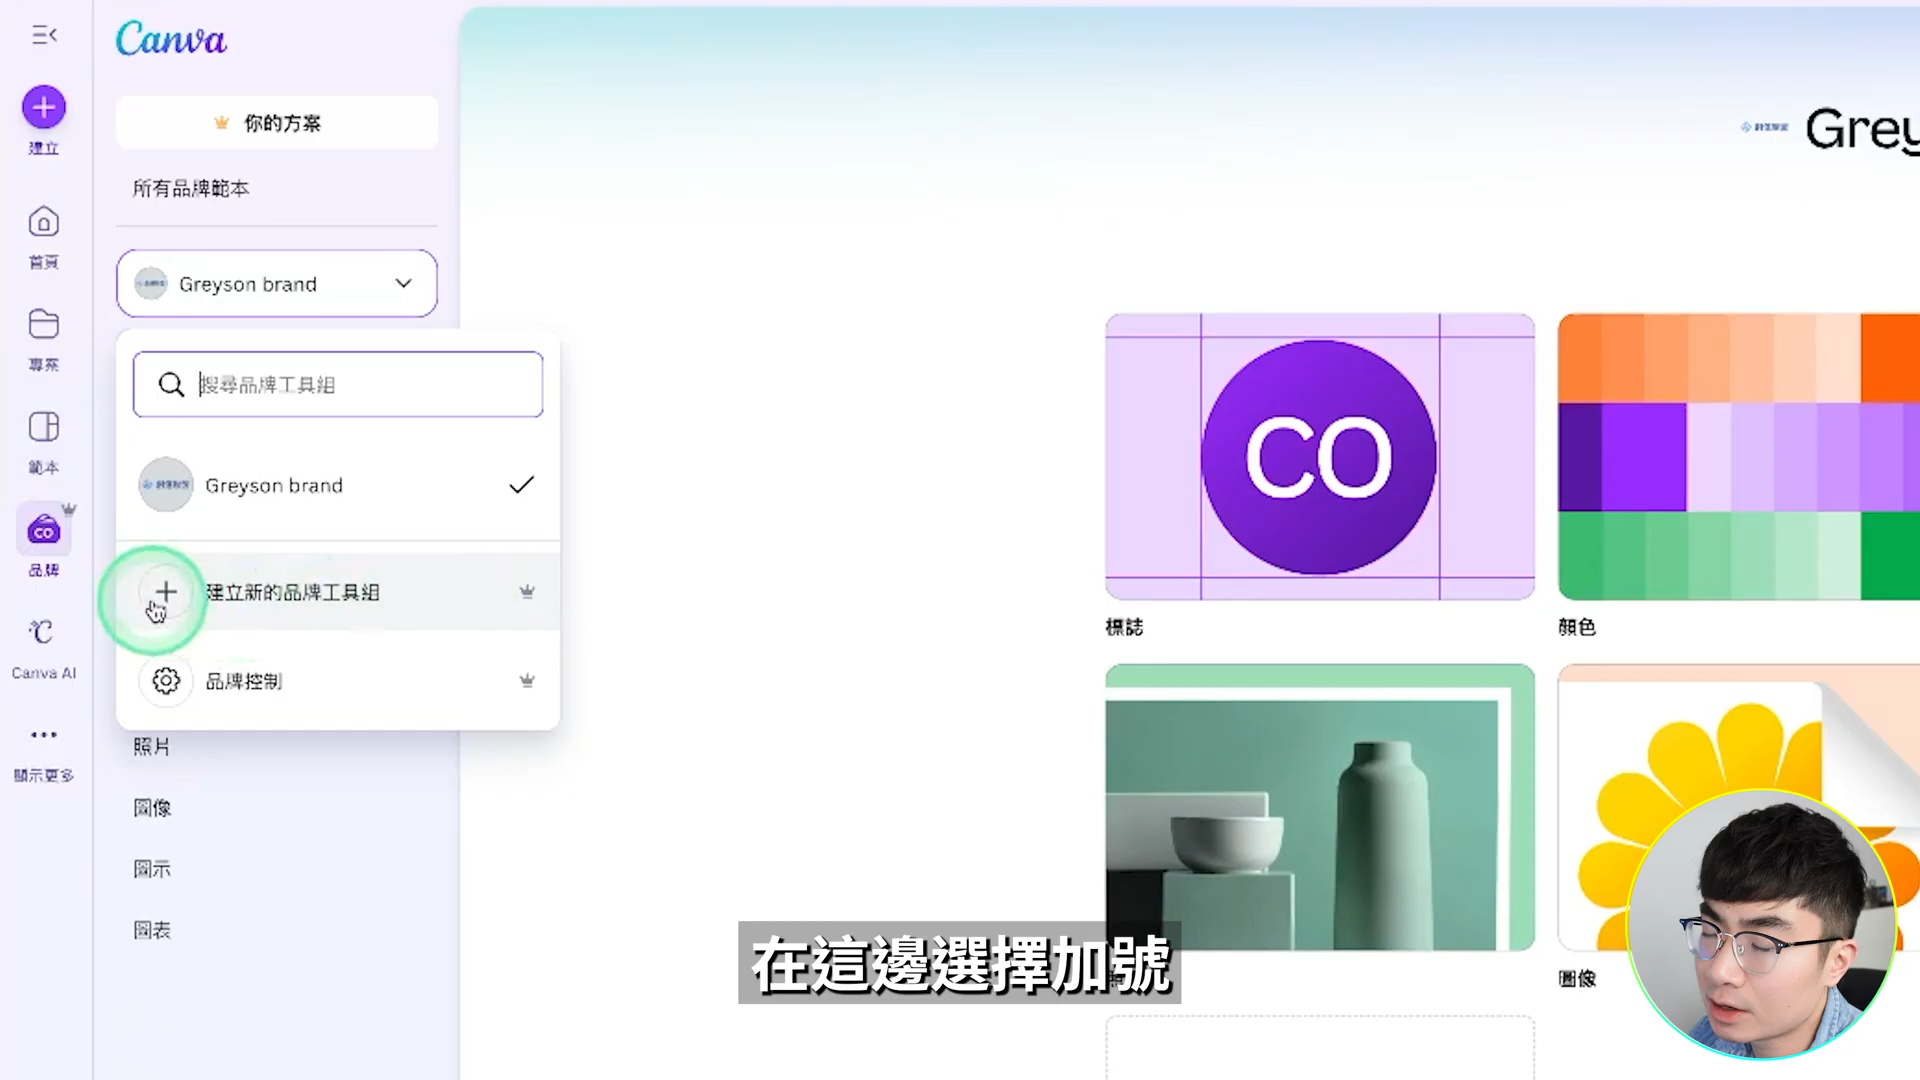 Canva
建立
你的方案
所有品牌範本
首頁
Greyson brand
專案
搜尋品牌工具組
範本
Greyson brand
品牌
建立新的品牌工具組
Canva AI
品牌控制
顯示更多
照片
圖像
圖示
圖表
Grey
CO
CO
標誌
顏色
圖像
在這邊選擇加號